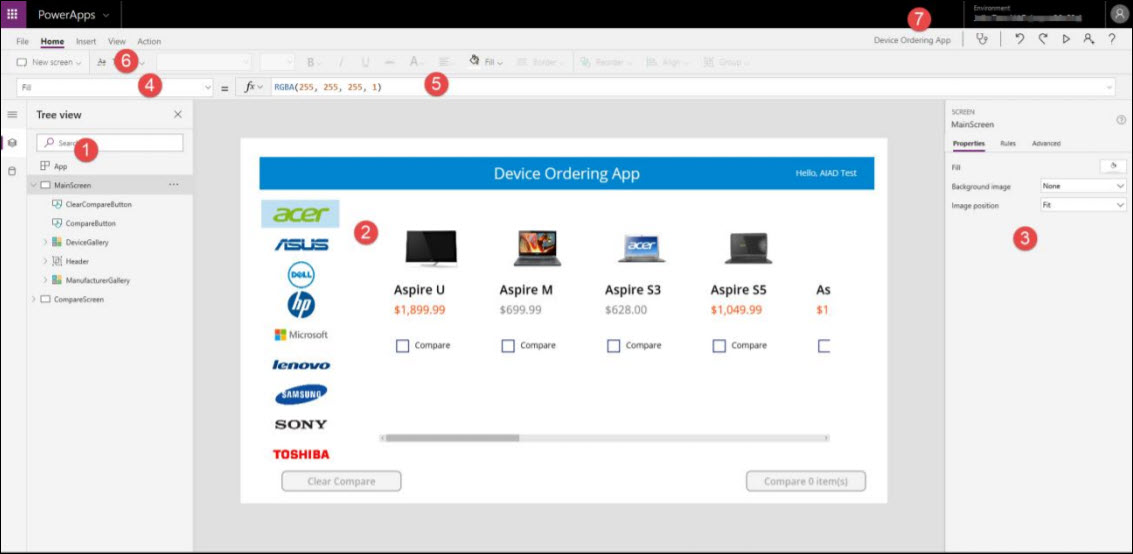 PowerApps
Environment
7
File Home Insert View Action
Device Ordering App
New screen
6
B I U A Fill Border Reorder Align Group
Fill
4
= fx RGBA(255, 255, 255, 1)
5
Tree view
Search
1
App
MainScreen
ClearCompareButton
CompareButton
DeviceGallery
Header
ManufacturerGallery
CompareScreen
Device Ordering App
Hello, AIAD Test
acer
ASUS
DELL
hp
Microsoft
lenovo
SAMSUNG
SONY
TOSHIBA
2
acer
Aspire U Aspire M Aspire S3 Aspire S5 As
$1,899.99 $699.99 $628.00 $1,049.99 $1
Compare Compare Compare Compare
Clear Compare
Compare 0 item(s)
SCREEN
MainScreen
Properties Rules Advanced
Fill
Background image None
Image position Fit
3